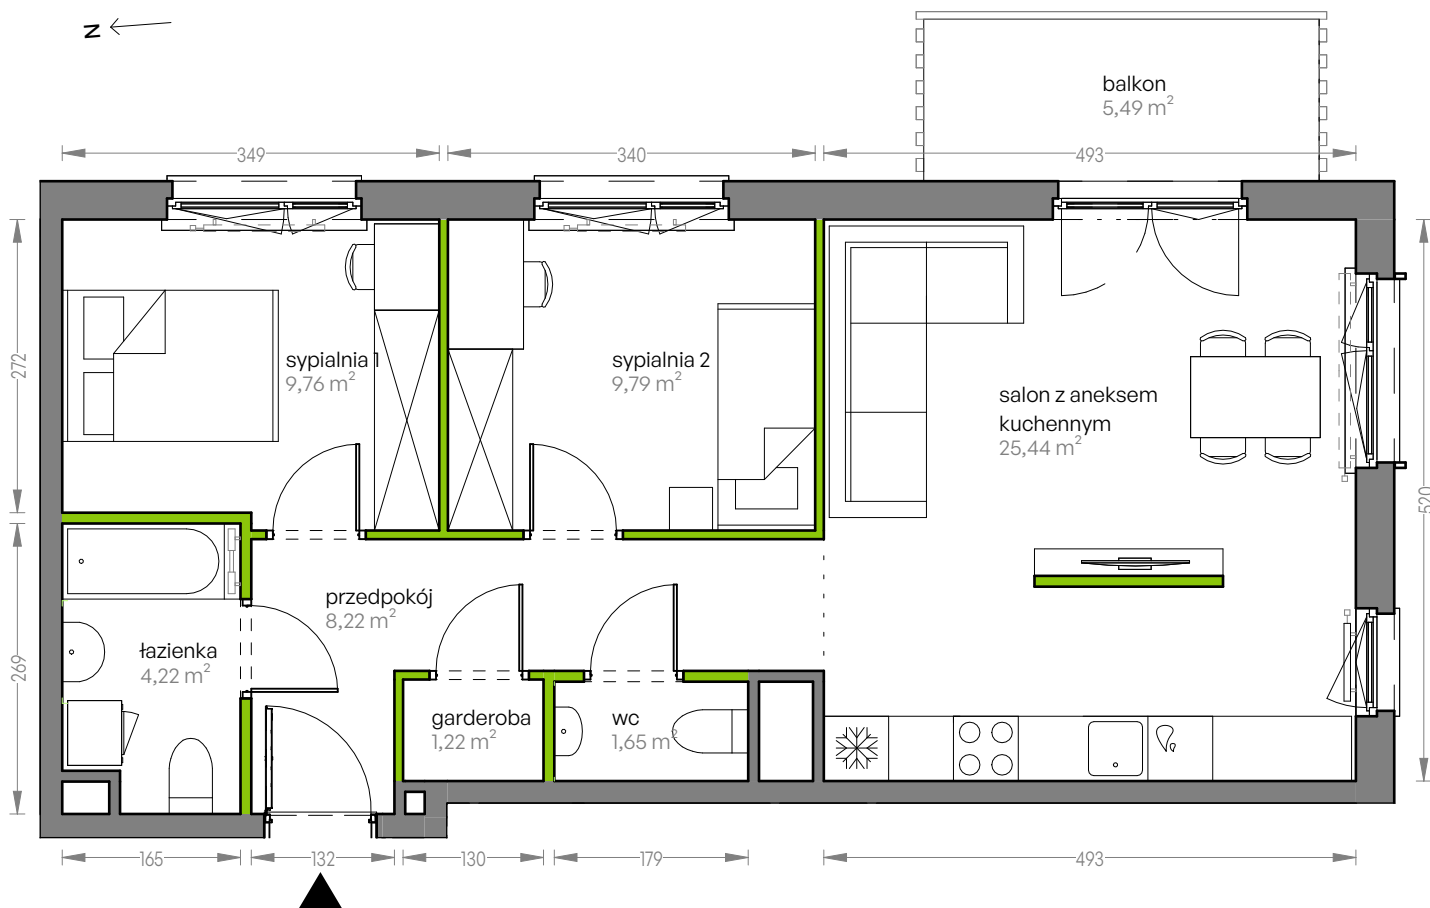 N
balkon
5,49 m²
349
340
493
272
sypialnia 1
9,76 m²
sypialnia 2
9,79 m²
salon z aneksem
kuchennym
25,44 m²
520
przedpokój
8,22 m²
łazienka
4,22 m²
269
garderoba
1,22 m²
wc
1,65 m²
165
132
130
179
493